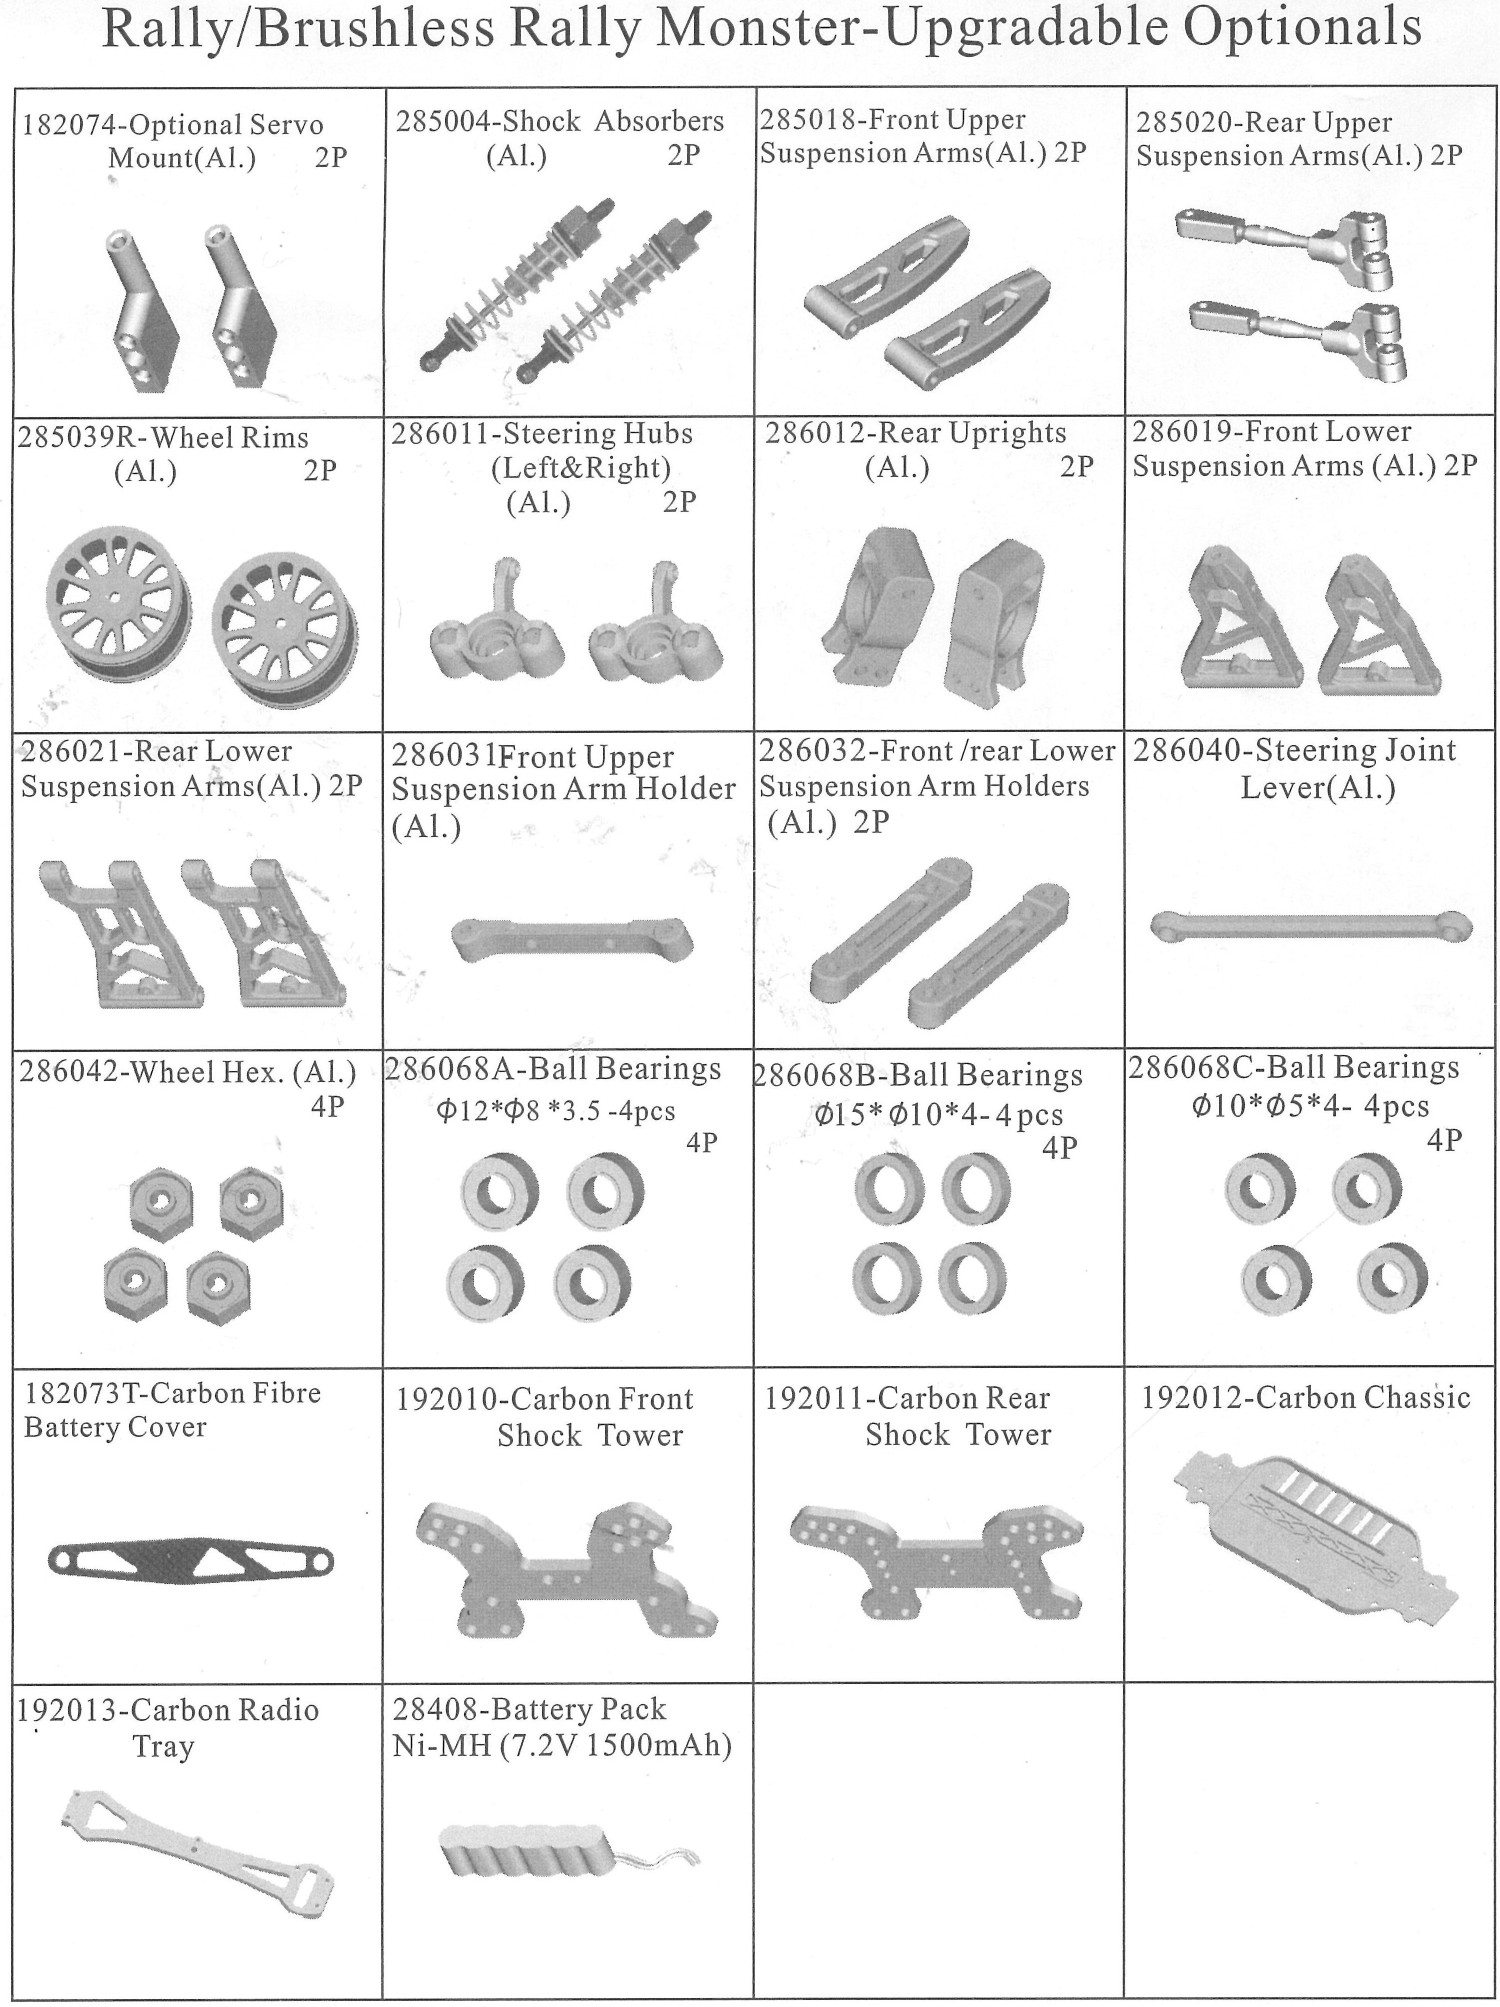 Rally/Brushless Rally Monster-Upgradable Optionals
182074-Optional Servo
Mount(Al.) 2P
285004-Shock Absorbers
(Al.) 2P
285018-Front Upper
Suspension Arms(Al.) 2P
285020-Rear Upper
Suspension Arms(Al.) 2P
285039R-Wheel Rims
(Al.) 2P
286011-Steering Hubs
(Left&Right)
(Al.) 2P
286012-Rear Uprights
(Al.) 2P
286019-Front Lower
Suspension Arms (Al.) 2P
286021-Rear Lower
Suspension Arms(Al.) 2P
286031Front Upper
Suspension Arm Holder
(Al.)
286032-Front /rear Lower
Suspension Arm Holders
(Al.) 2P
286040-Steering Joint
Lever(Al.)
286042-Wheel Hex. (Al.)
4P
286068A-Ball Bearings
Φ12*Φ8 *3.5 -4pcs
4P
286068B-Ball Bearings
Φ15* Φ10*4- 4pcs
4P
286068C-Ball Bearings
Φ10*Φ5*4- 4pcs
4P
182073T-Carbon Fibre
Battery Cover
192010-Carbon Front
Shock Tower
192011-Carbon Rear
Shock Tower
192012-Carbon Chassic
192013-Carbon Radio
Tray
28408-Battery Pack
Ni-MH (7.2V 1500mAh)